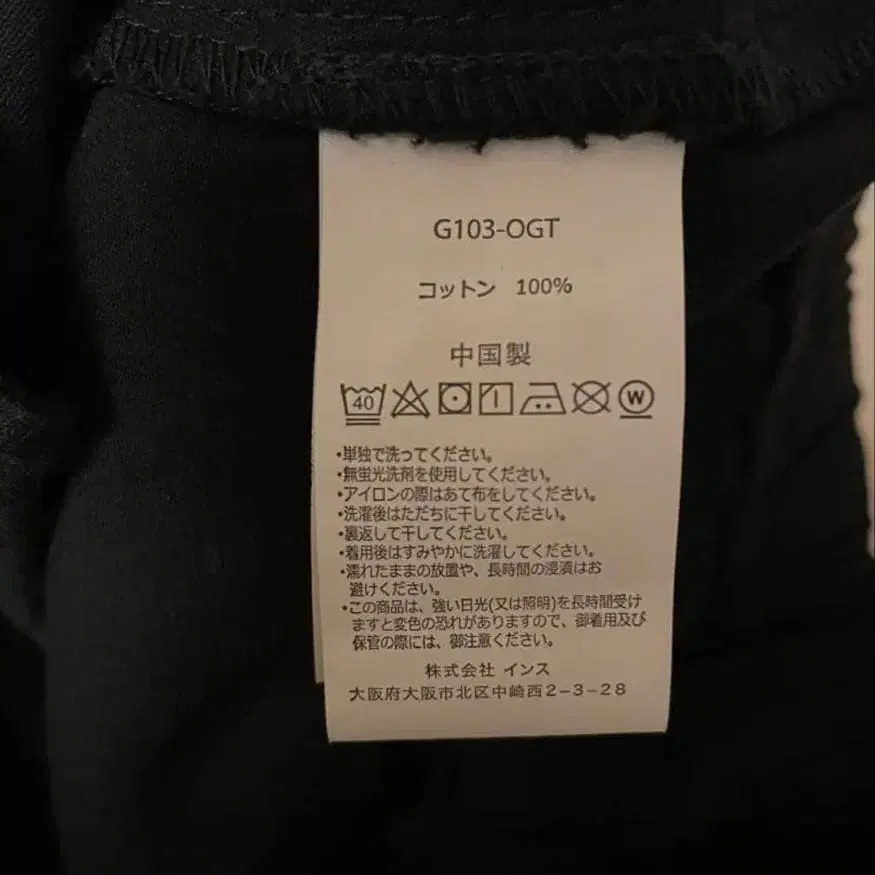 G103-OGT
コットン 100%
中国製
40 W
・単独で洗ってください。
・無蛍光洗剤を使用してください。
・アイロンの際はあて布をしてください。
・洗濯後はただちに干してください。
・裏返して干してください。
・着用後はすみやかに洗濯してください。
・濡れたままの放置や、長時間の浸漬はお
避けください。
・この商品は、強い日光(又は照明)を長時間受け
ますと変色の恐れがありますので、御着用及び
保管の際には、御注意ください。
株式会社 インス
大阪府大阪市北区中崎西2-3-28